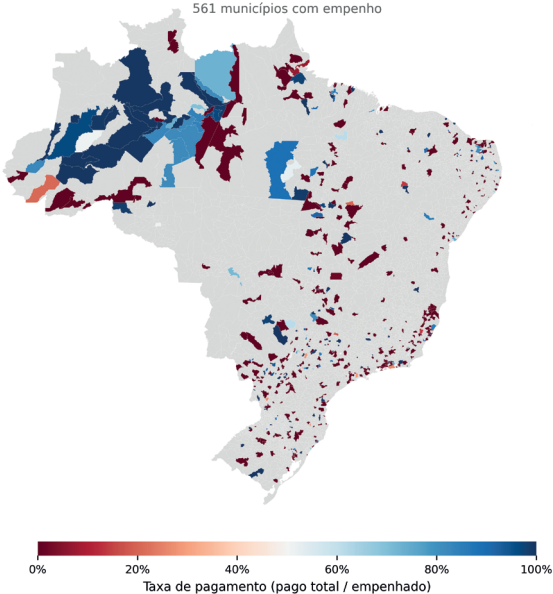 561 municípios com empenho
0% 20% 40% 60% 80% 100%
Taxa de pagamento (pago total / empenhado)